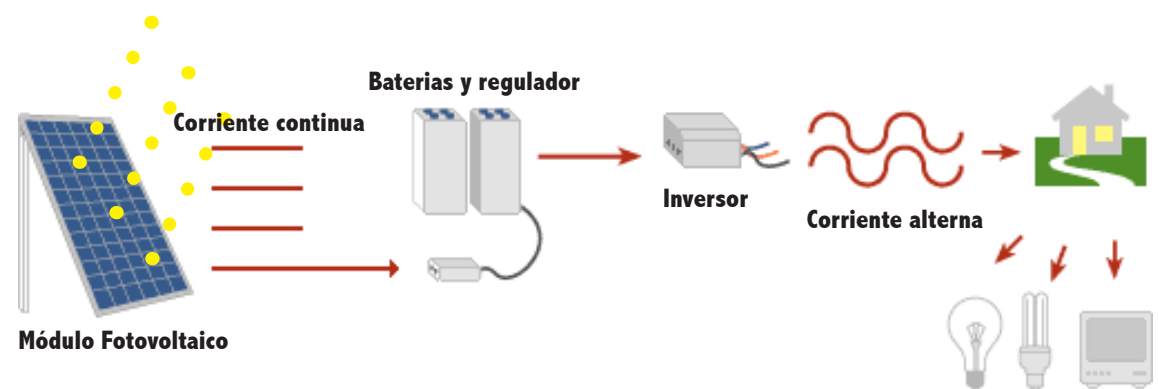 Baterias y regulador
Corriente continua
Inversor
Corriente alterna
Módulo Fotovoltaico